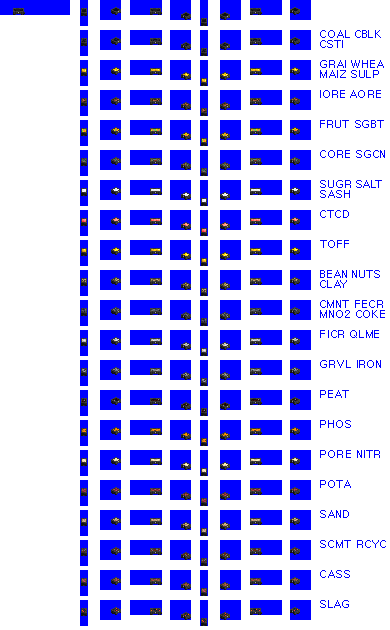 COAL CBLK
CSTI
GRAI WHEA
MAIZ SULP
IORE AORE
FRUT SGBT
CORE SGCN
SUGR SALT
SASH
CTCD
TOFF
BEAN NUTS
CLAY
CMNT FECR
MNO2 COKE
FICR QLME
GRVL IRON
PEAT
PHOS
PORE NITR
POTA
SAND
SCMT RCYC
CASS
SLAG